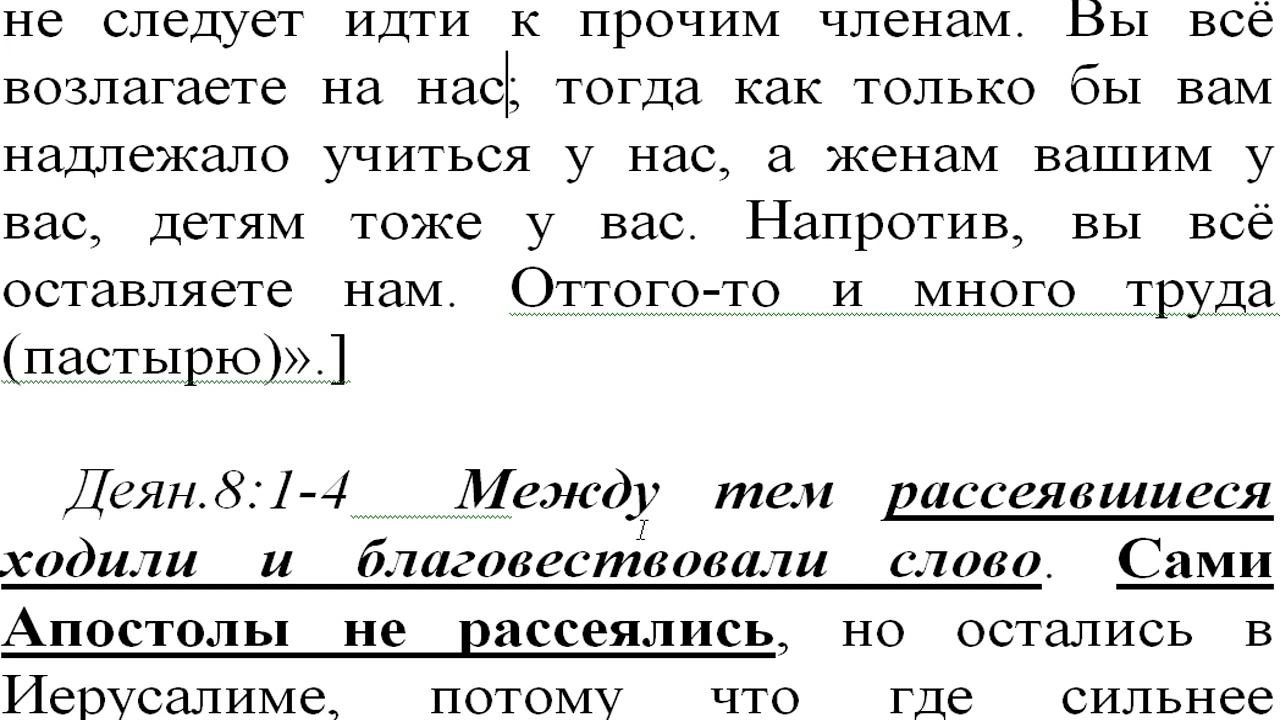 не следует идти к прочим членам. Вы всё
возлагаете на нас; тогда как только бы вам
надлежало учиться у нас, а женам вашим у
вас, детям тоже у вас. Напротив, вы всё
оставляете нам. Оттого-то и много труда
(пастырю)».]
Деян.8:1-4 Между тем рассеявшиеся
ходили и благовествовали слово. Сами
Апостолы не рассеялись, но остались в
Иерусалиме, потому что где сильнее